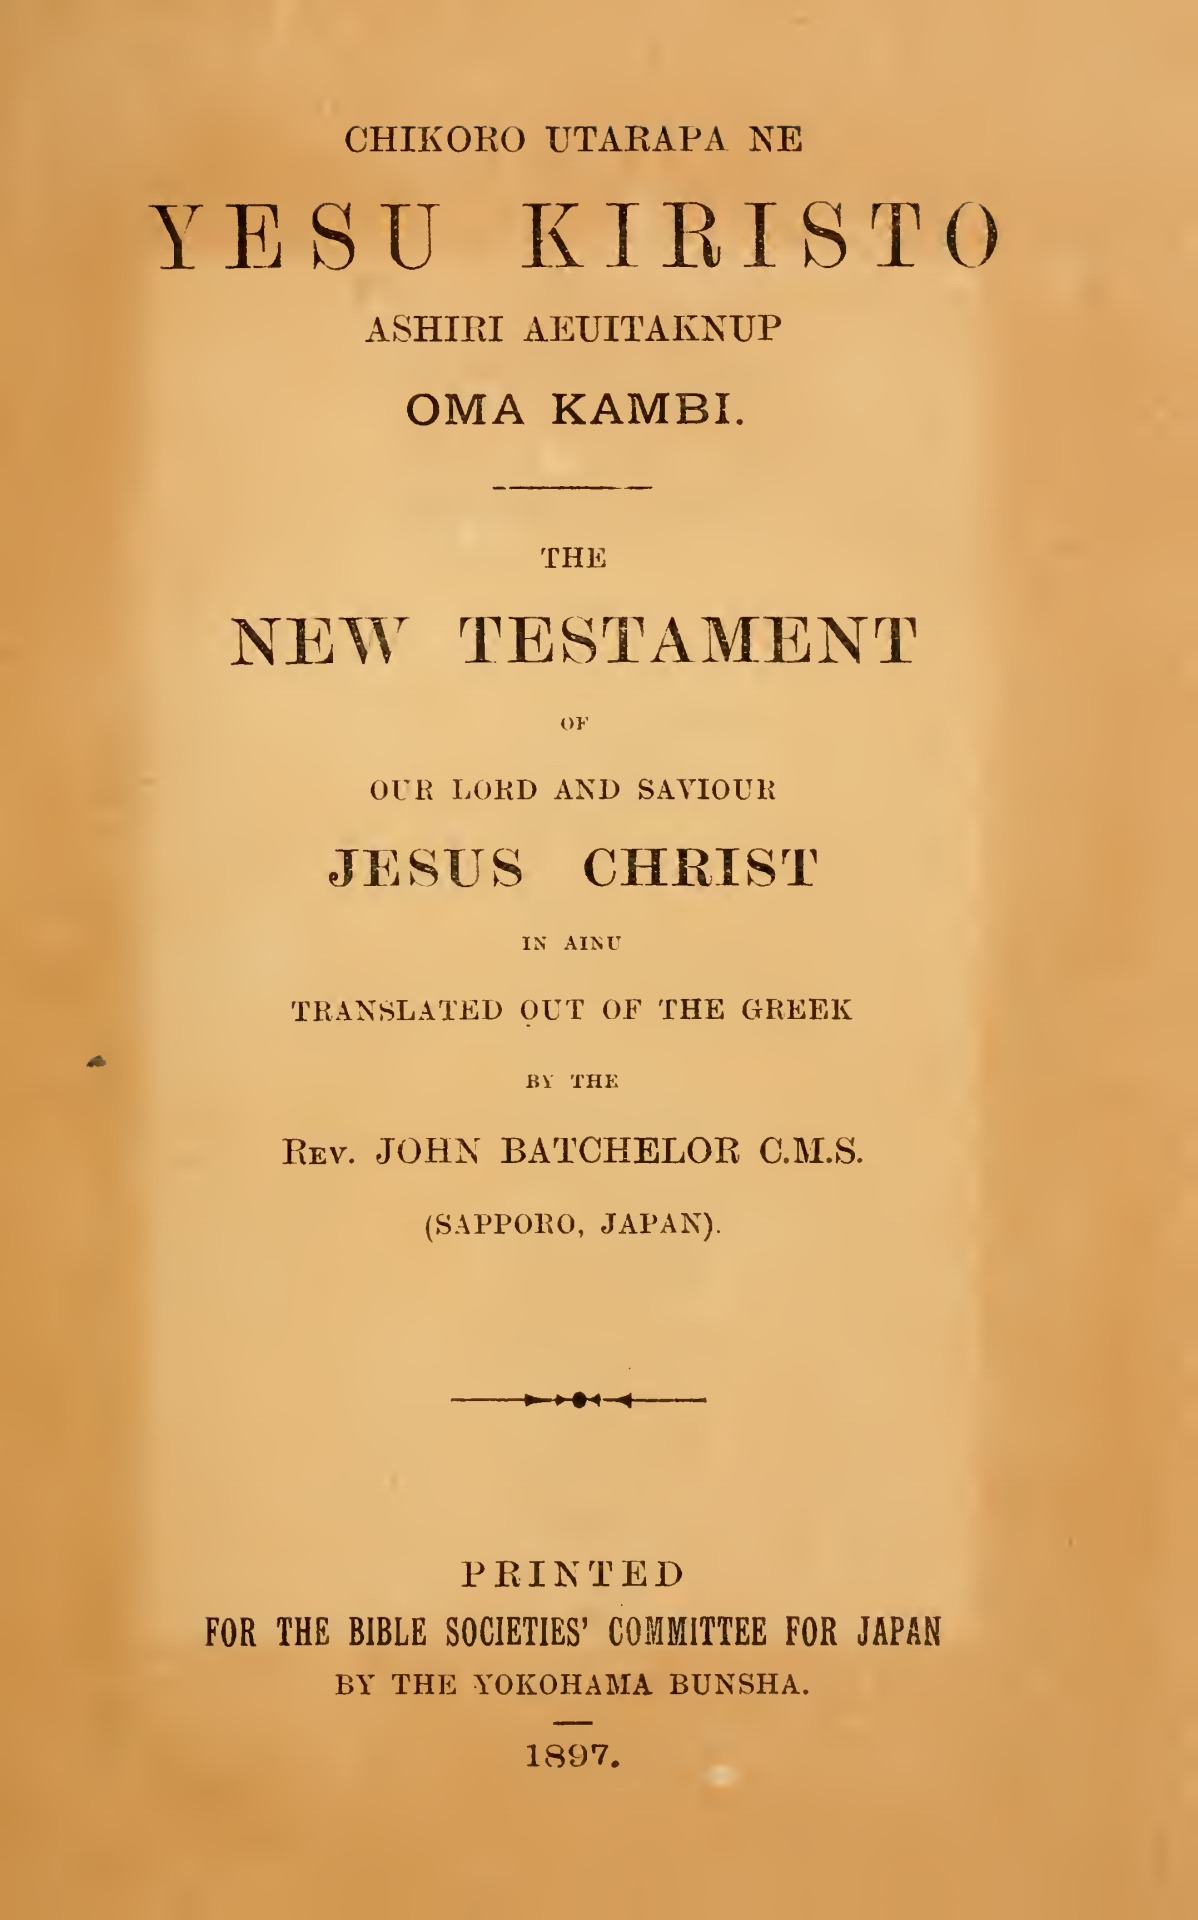 CHIKORO UTARAPA NE
YESU KIRISTO
ASHIRI AEUITAKNUP
OMA KAMBI.
THE
NEW TESTAMENT
OF
OUR LORD AND SAVIOUR
JESUS CHRIST
IN AINU
TRANSLATED OUT OF THE GREEK
BY THE
REV. JOHN BATCHELOR C.M.S.
(SAPPORO, JAPAN).
PRINTED
FOR THE BIBLE SOCIETIES' COMMITTEE FOR JAPAN
BY THE YOKOHAMA BUNSHA.
1897.